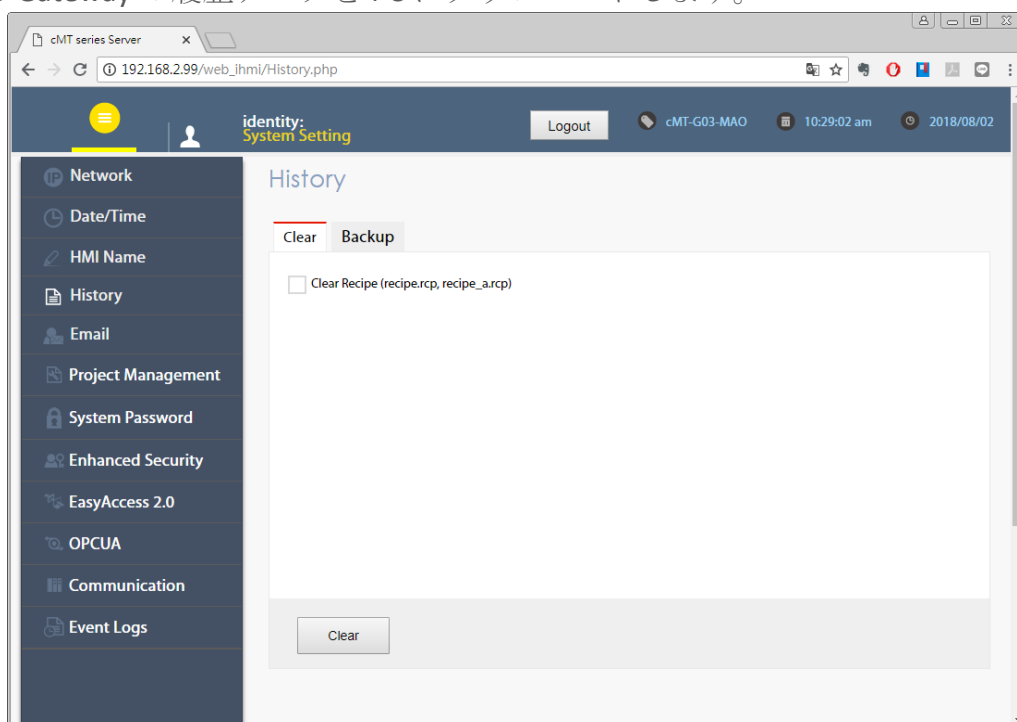 Gateway
cMT series Server
192.168.2.99/web_ihmi/History.php
identity:
System Setting
Logout
cMT-G03-MAO
10:29:02 am
2018/08/02
Network
Date/Time
HMI Name
History
Email
Project Management
System Password
Enhanced Security
EasyAccess 2.0
OPCUA
Communication
Event Logs
History
Clear Backup
Clear Recipe (recipe.rcp, recipe_a.rcp)
Clear